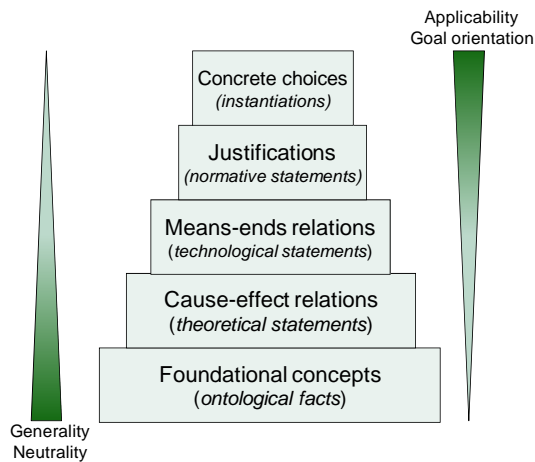 Applicability
Goal orientation
Concrete choices
(instantiations)
Justifications
(normative statements)
Means-ends relations
(technological statements)
Cause-effect relations
(theoretical statements)
Foundational concepts
(ontological facts)
Generality
Neutrality